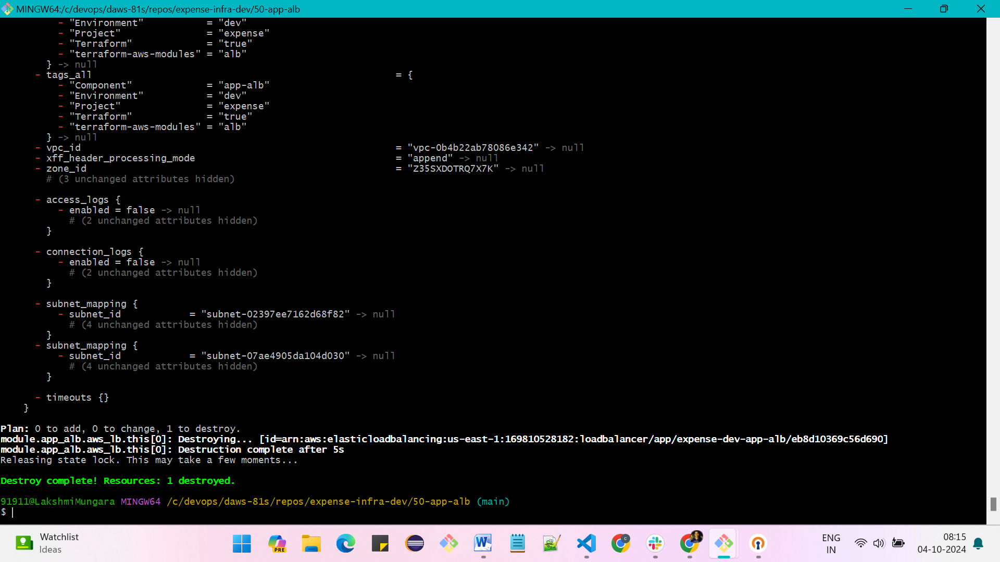 MINGW64:/c/devops/daws-81s/repos/expense-infra-dev/50-app-alb
- "Environment" = "dev"
- "Project" = "expense"
- "Terraform" = "true"
- "terraform-aws-modules" = "alb"
} -> null
- tags_all = {
- "Component" = "app-alb"
- "Environment" = "dev"
- "Project" = "expense"
- "Terraform" = "true"
- "terraform-aws-modules" = "alb"
} -> null
- vpc_id = "vpc-0b4b22ab78086e342" -> null
- xff_header_processing_mode = "append" -> null
- zone_id = "Z35SXDOTRQ7X7K" -> null
# (3 unchanged attributes hidden)
- access_logs {
- enabled = false -> null
# (2 unchanged attributes hidden)
}
- connection_logs {
- enabled = false -> null
# (2 unchanged attributes hidden)
}
- subnet_mapping {
- subnet_id = "subnet-02397ee7162d68f82" -> null
# (4 unchanged attributes hidden)
}
- subnet_mapping {
- subnet_id = "subnet-07ae4905da104d030" -> null
# (4 unchanged attributes hidden)
}
- timeouts {}
}
Plan: 0 to add, 0 to change, 1 to destroy.
module.app_alb.aws_lb.this[0]: Destroying... [id=arn:aws:elasticloadbalancing:us-east-1:169810528182:loadbalancer/app/expense-dev-app-alb/eb8d10369c56d690]
module.app_alb.aws_lb.this[0]: Destruction complete after 5s
Releasing state lock. This may take a few moments...
Destroy complete! Resources: 1 destroyed.
91911@LakshmiMungara MINGW64 /c/devops/daws-81s/repos/expense-infra-dev/50-app-alb (main)
$
Watchlist
Ideas
PRE
W
C
ENG
IN
08:15
04-10-2024